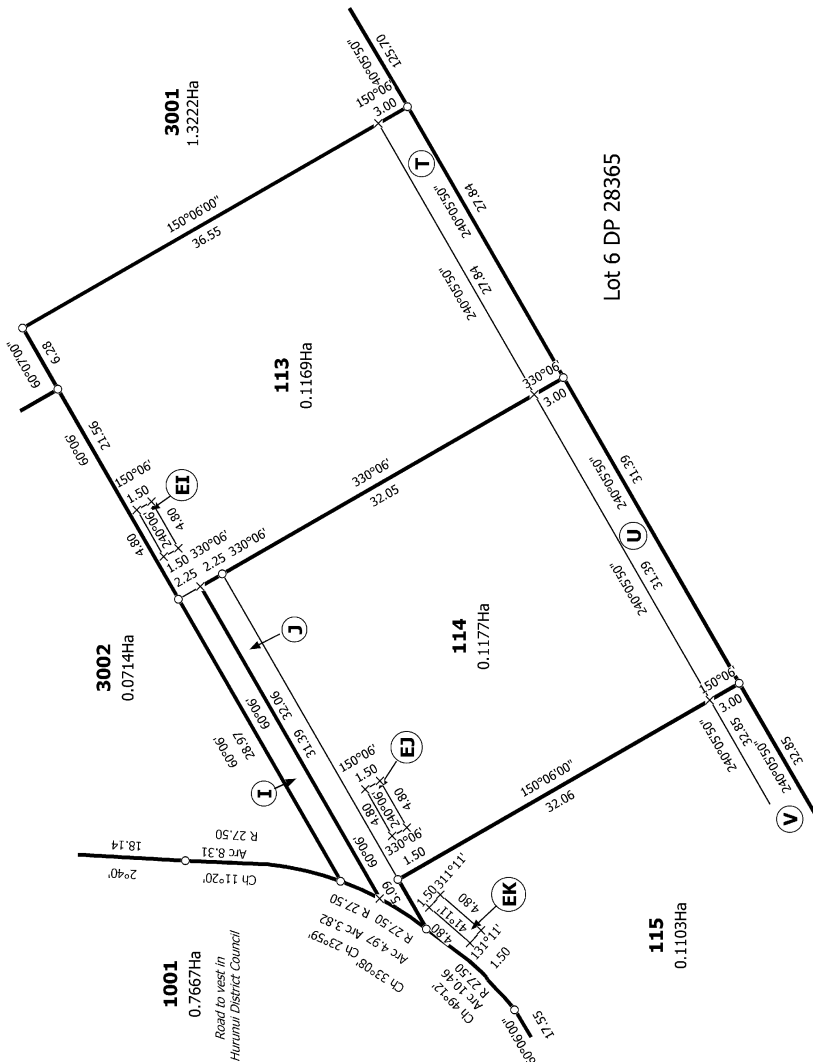 125.70
240°05'50"
150°06'
3.00
3001
1.3222Ha
150°06'00"
36.55
T
27.84
240°05'50"
27.84
240°05'50"
Lot 6 DP 28365
60°07'00"
6.28
113
0.1169Ha
21.56
60°06'
150°06'
1.50
EI
4.80
240°06'
4.80
1.50
330°06'
2.25
2.25
330°06'
330°06'
32.05
330°06'
3.00
31.39
240°05'50"
U
31.39
240°05'50"
3002
0.0714Ha
J
114
0.1177Ha
60°06'
28.97
60°06'
32.06
31.39
I
150°06'
1.50
EJ
4.80
240°06'
4.80
330°06'
1.50
60°06'
5.09
150°06'00"
32.06
150°06'
3.00
32.85
240°05'50"
32.85
240°05'50"
V
18.14
2°40'
R 27.50
Arc 8.31
Ch 11°20'
R 27.50
Arc 3.82
Ch 23°59'
R 27.50
Arc 4.97
Ch 33°08'
1001
0.7667Ha
Road to vest in
Hurunui District Council
1.50
311°11'
4.80
41°11'
4.80
131°11'
1.50
EK
R 27.50
Arc 10.46
Ch 49°12'
17.55
60°06'00"
115
0.1103Ha